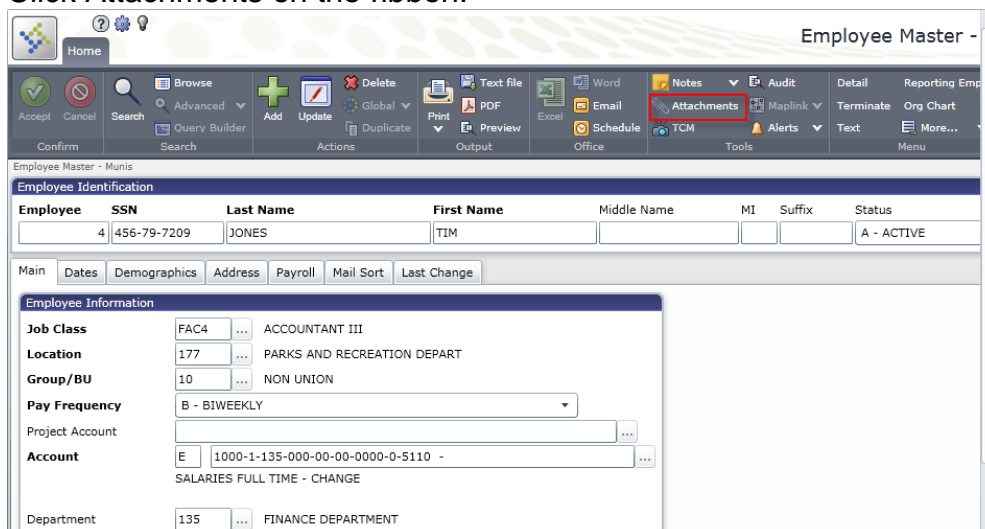 Click Attachments on the ribbon.
Home
Employee Master -
Browse Delete Text file Word Notes Audit Detail Reporting Emp
Accept Cancel Search Advanced Add Update Global Print PDF Excel Email Attachments Maplink Terminate Org Chart
Query Builder Duplicate Preview Schedule TCM Alerts Text More...
Confirm Search Actions Output Office Tools Menu
Employee Master - Munis
Employee Identification
Employee SSN Last Name First Name Middle Name MI Suffix Status
4 456-79-7209 JONES TIM A - ACTIVE
Main Dates Demographics Address Payroll Mail Sort Last Change
Employee Information
Job Class FAC4 ... ACCOUNTANT III
Location 177 ... PARKS AND RECREATION DEPART
Group/BU 10 ... NON UNION
Pay Frequency B - BIWEEKLY
Project Account ...
Account E 1000-1-135-000-00-00-0000-0-5110 - ...
SALARIES FULL TIME - CHANGE
Department 135 ... FINANCE DEPARTMENT